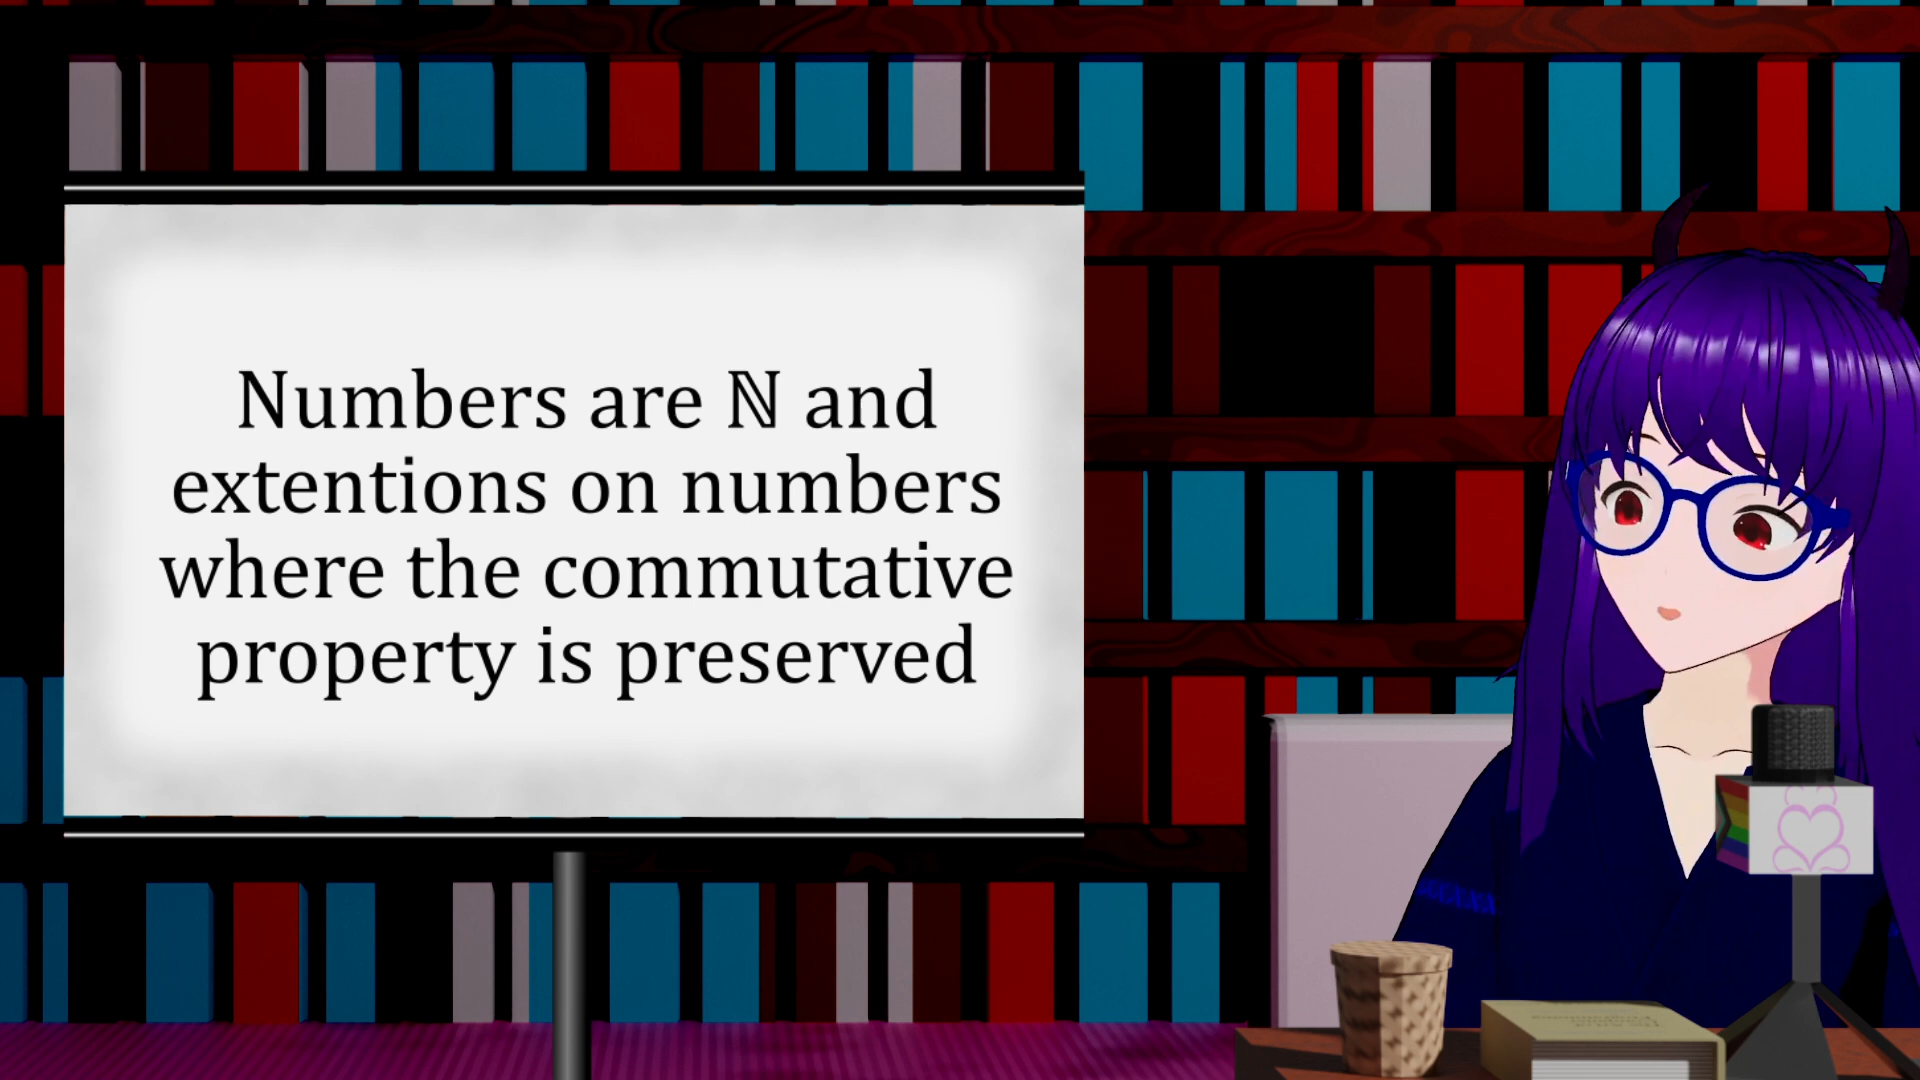 Numbers are ℕ and
extentions on numbers
where the commutative
property is preserved